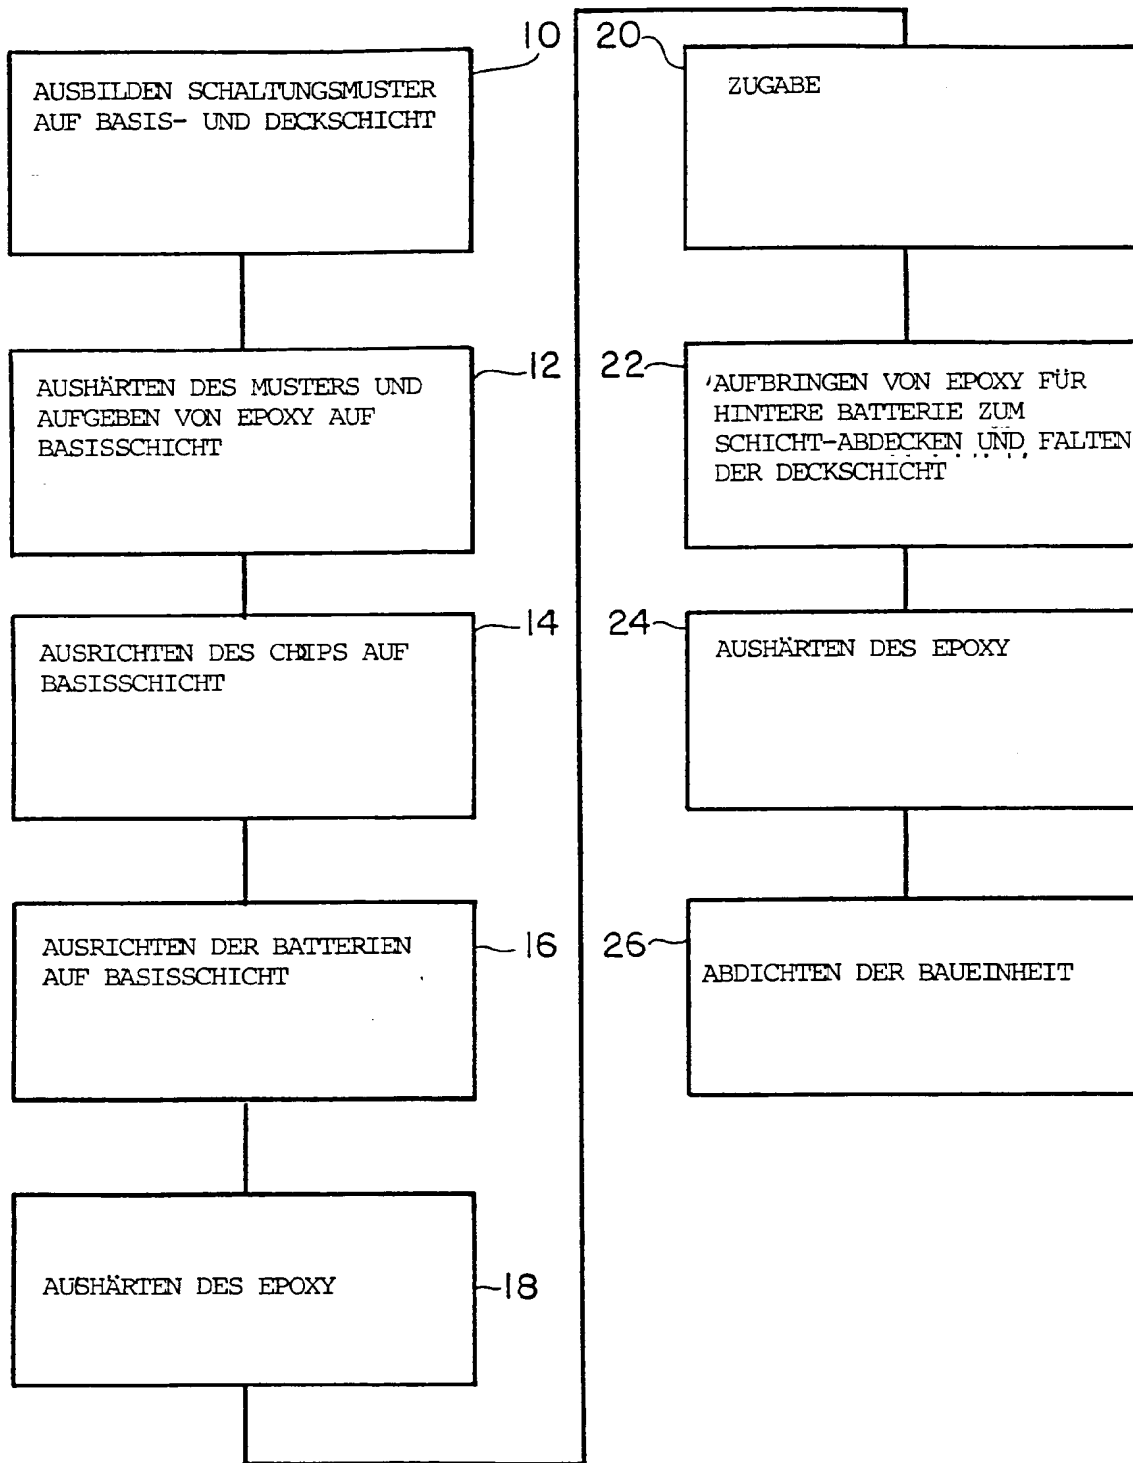 10
AUSBILDEN SCHALTUNGSMUSTER
AUF BASIS- UND DECKSCHICHT
12
AUSHÄRTEN DES MUSTERS UND
AUFGEBEN VON EPOXY AUF
BASISSCHICHT
14
AUSRICHTEN DES CHIPS AUF
BASISSCHICHT
16
AUSRICHTEN DER BATTERIEN
AUF BASISSCHICHT
18
AUSHÄRTEN DES EPOXY
20
ZUGABE
22
AUFBRINGEN VON EPOXY FÜR
HINTERE BATTERIE ZUM
SCHICHT-ABDECKEN UND FALTEN
DER DECKSCHICHT
24
AUSHÄRTEN DES EPOXY
26
ABDICHTEN DER BAUEINHEIT